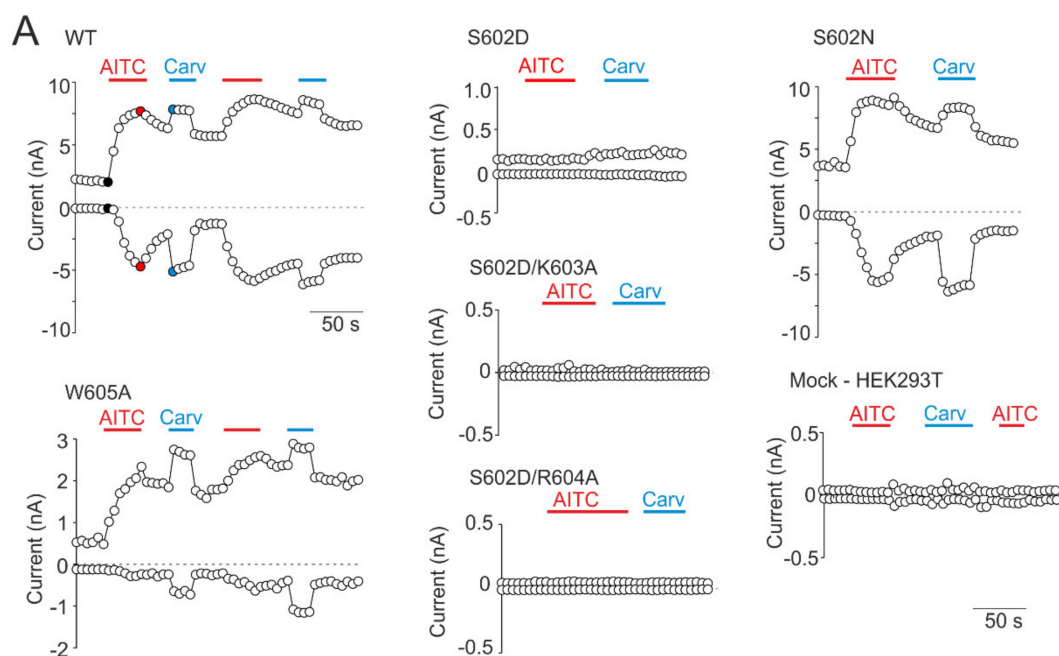 A
WT
AITC Carv
10
5
0
-5
-10
Current (nA)
50 s
W605A
AITC Carv
3
2
1
0
-1
-2
Current (nA)
S602D
AITC Carv
1.0
0.5
0
-0.5
Current (nA)
S602D/K603A
AITC Carv
0.5
0
-0.5
Current (nA)
S602D/R604A
AITC Carv
0.5
0
-0.5
Current (nA)
S602N
AITC Carv
10
5
0
-5
-10
Current (nA)
Mock - HEK293T
AITC Carv AITC
0.5
0
-0.5
Current (nA)
50 s